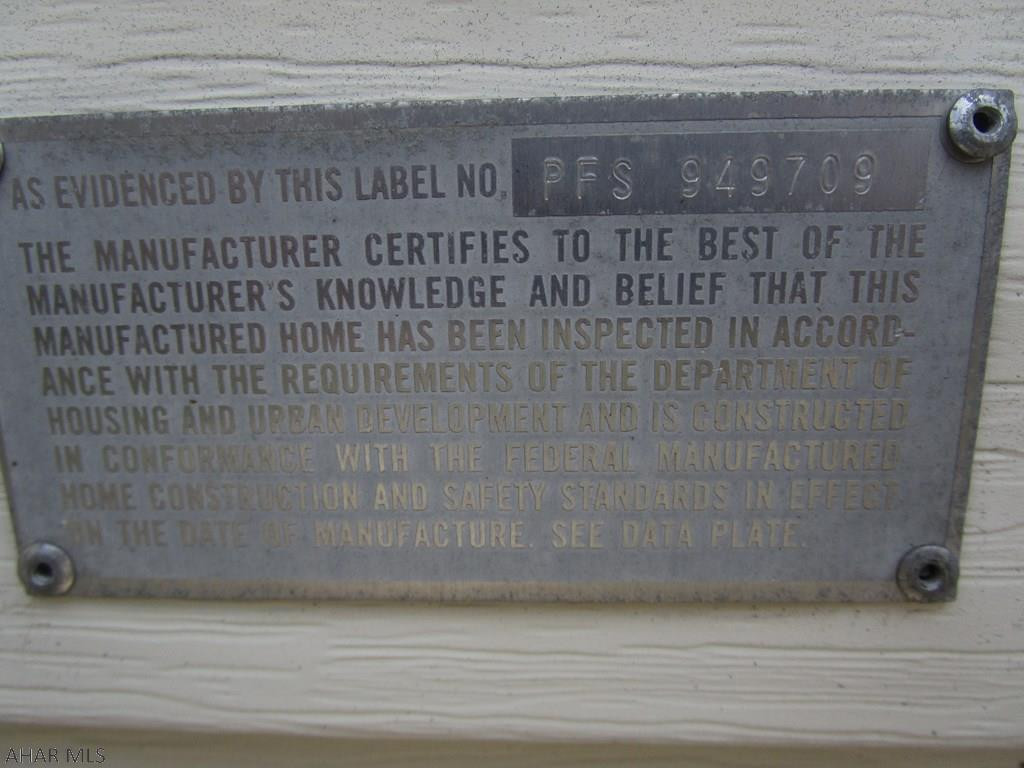 AS EVIDENCED BY THIS LABEL NO. PFS 949709
THE MANUFACTURER CERTIFIES TO THE BEST OF THE
MANUFACTURER'S KNOWLEDGE AND BELIEF THAT THIS
MANUFACTURED HOME HAS BEEN INSPECTED IN ACCORD-
ANCE WITH THE REQUIREMENTS OF THE DEPARTMENT OF
HOUSING AND URBAN DEVELOPMENT AND IS CONSTRUCTED
IN CONFORMANCE WITH THE FEDERAL MANUFACTURED
HOME CONSTRUCTION AND SAFETY STANDARDS IN EFFECT
ON THE DATE OF MANUFACTURE. SEE DATA PLATE.
AHAR MLS